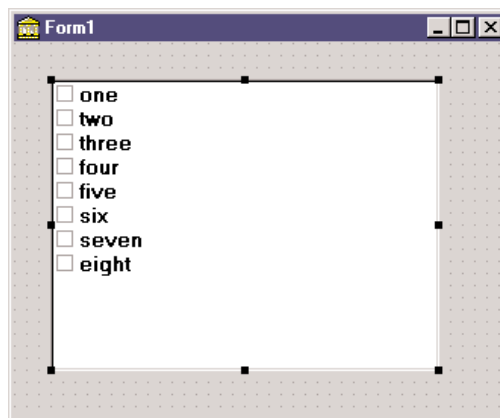 Form1
one
two
three
four
five
six
seven
eight